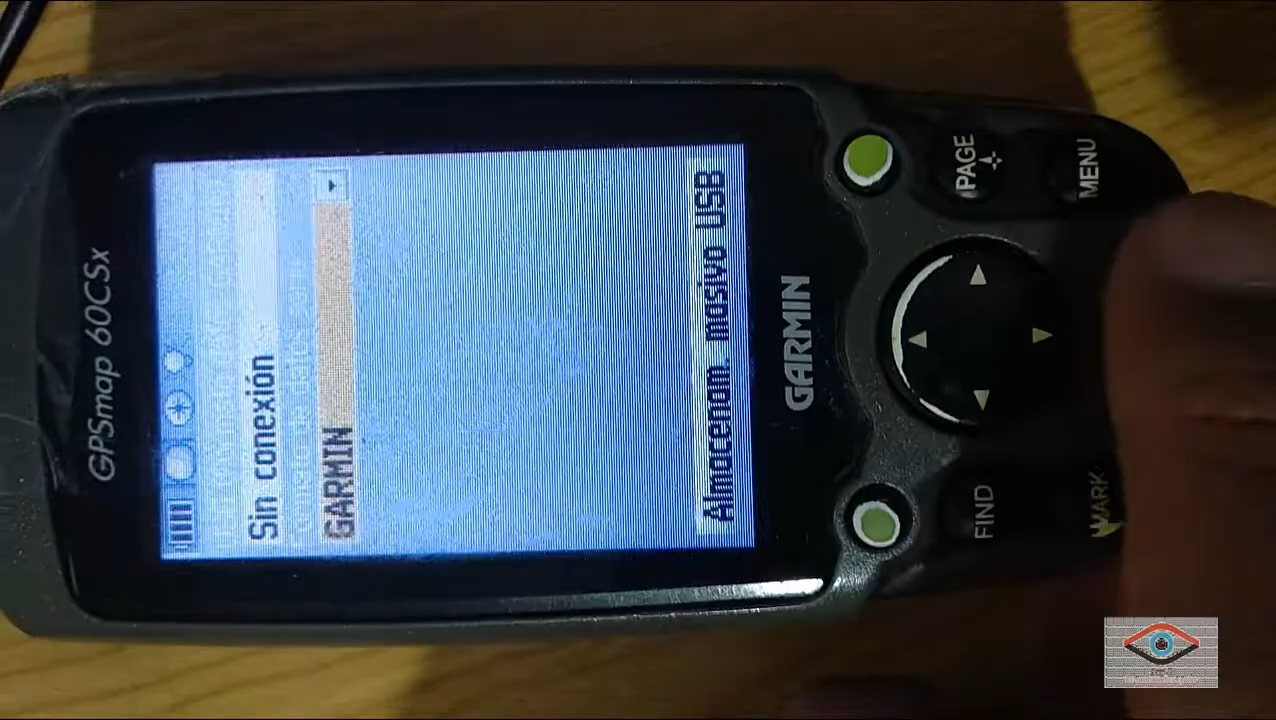 GPSmap 60CSx
Sin conexión
GARMIN
Almacenam. masivo USB
GARMIN
FIND
PAGE
MARK
MENU